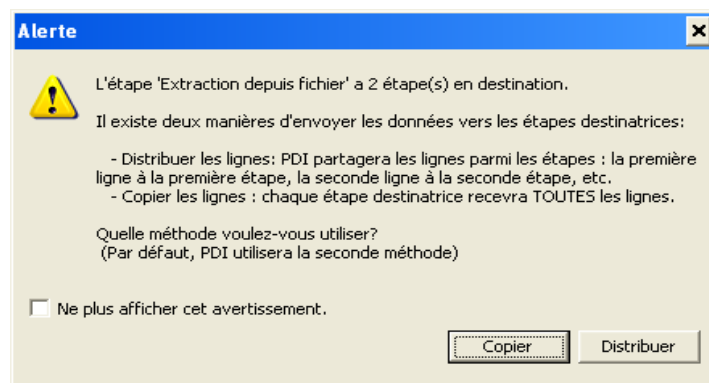 Alerte
L'étape 'Extraction depuis fichier' a 2 étape(s) en destination.
Il existe deux manières d'envoyer les données vers les étapes destinatrices:
- Distribuer les lignes: PDI partagera les lignes parmi les étapes : la première
ligne à la première étape, la seconde ligne à la seconde étape, etc.
- Copier les lignes : chaque étape destinatrice recevra TOUTES les lignes.
Quelle méthode voulez-vous utiliser?
(Par défaut, PDI utilisera la seconde méthode)
Ne plus afficher cet avertissement.
Copier Distribuer